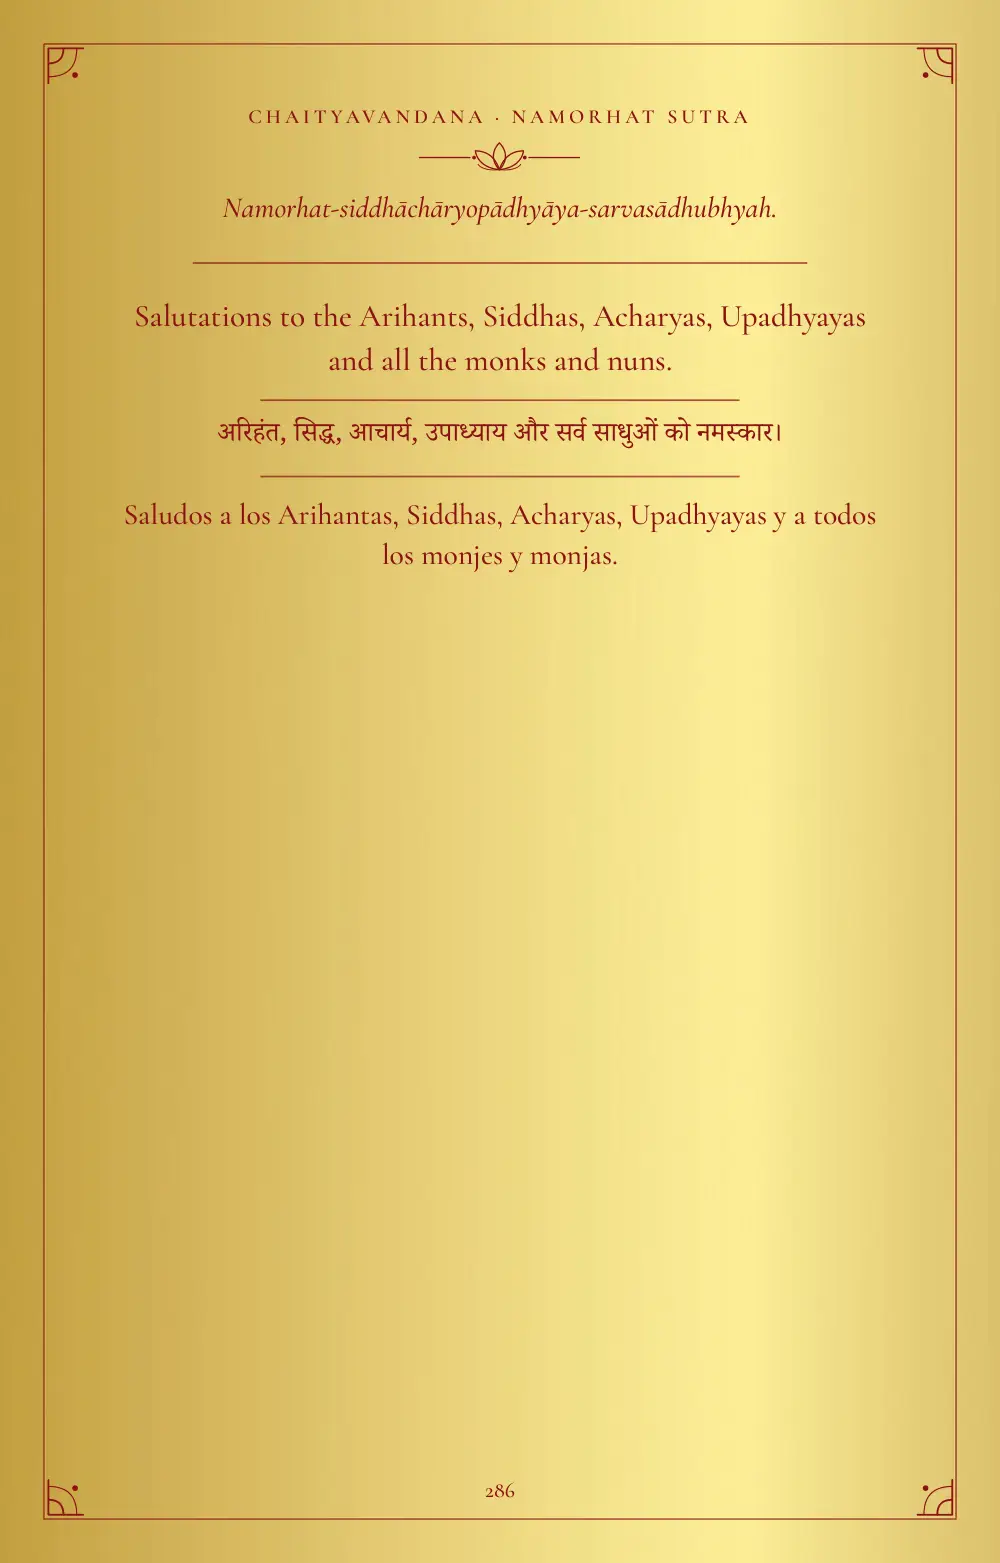 CHAITYAVANDANA · NAMORHAT SUTRA
Namorhat-siddhāchāryopādhyāya-sarvasādhubhyah.
Salutations to the Arihants, Siddhas, Acharyas, Upadhyayas
and all the monks and nuns.
अरिहंत, सिद्ध, आचार्य, उपाध्याय और सर्व साधुओं को नमस्कार।
Saludos a los Arihantas, Siddhas, Acharyas, Upadhyayas y a todos
los monjes y monjas.
286